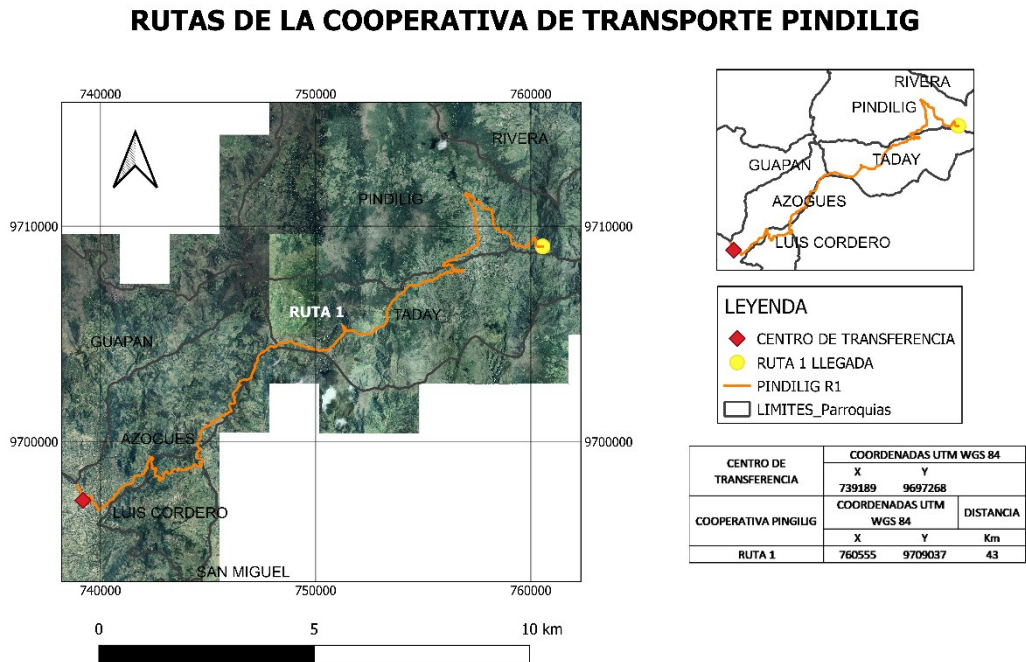 RUTAS DE LA COOPERATIVA DE TRANSPORTE PINDILIG
740000 750000 760000
RIVERA
PINDILIG
9710000 9710000
RUTA 1
TADAY
GUAPAN
9700000 9700000
AZOGUES
LUIS CORDERO
SAN MIGUEL
740000 750000 760000
0 5 10 km
RIVERA
PINDILIG
GUAPAN
TADAY
AZOGUES
LUIS CORDERO
LEYENDA
CENTRO DE TRANSFERENCIA
RUTA 1 LLEGADA
PINDILIG R1
LIMITES_Parroquias
CENTRO DE TRANSFERENCIA
COORDENADAS UTM WGS 84
X Y
739189 9697268
COOPERATIVA PINGILIG
COORDENADAS UTM WGS 84
DISTANCIA
X Y Km
RUTA 1 760555 9709037 43